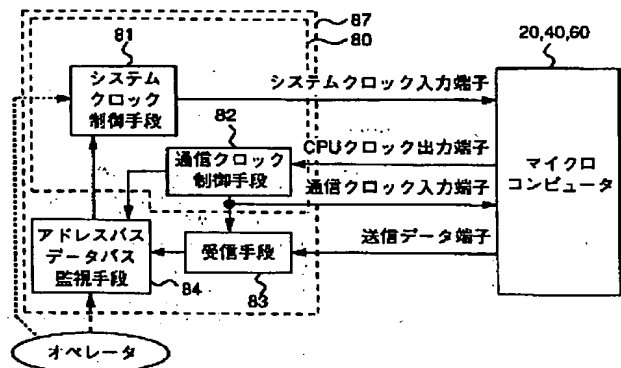 87
80
81
システム
クロック
制御手段
システムクロック入力端子
20,40,60
82
通信クロック
制御手段
CPUクロック出力端子
通信クロック入力端子
マイクロ
コンピュータ
アドレスバス
データバス
監視手段
84
受信手段
83
送信データ端子
オペレータ